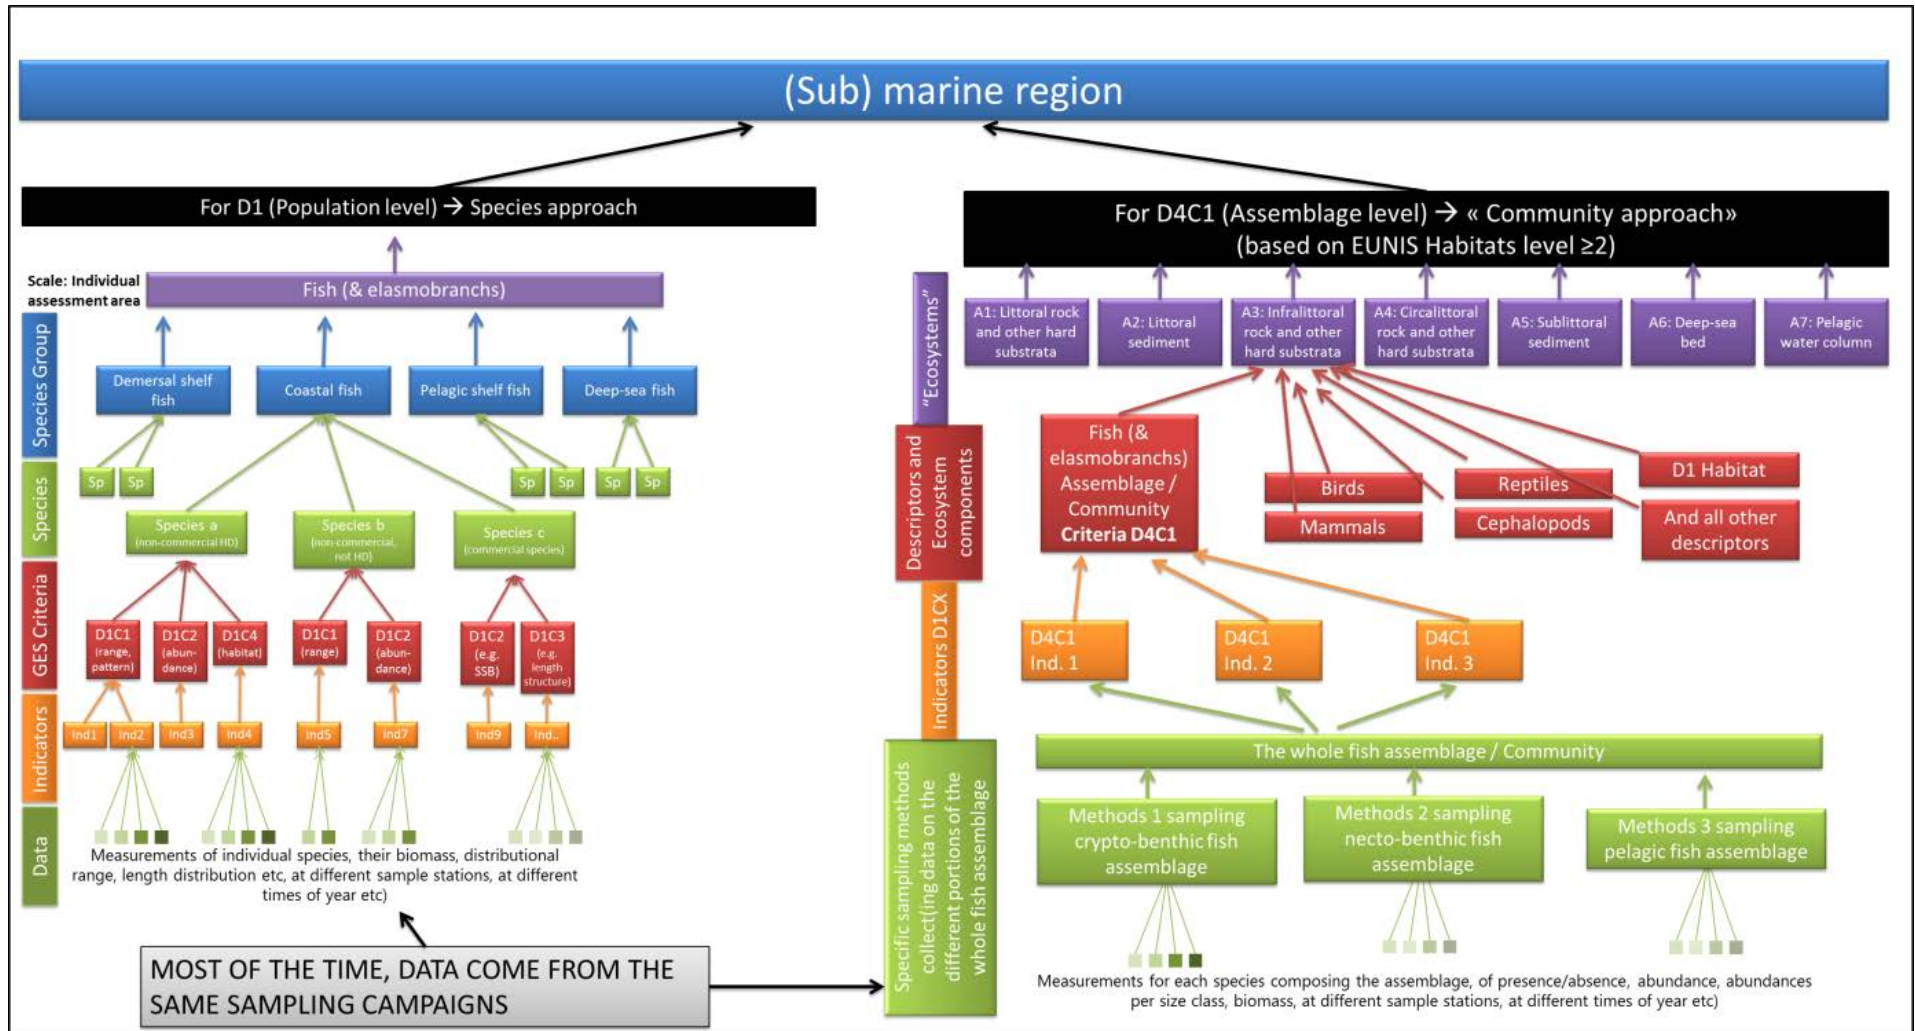 (Sub) marine region
For D1 (Population level) → Species approach
Scale: Individual
assessment area
Fish (& elasmobranchs)
Species Group
Demersal shelf
fish
Coastal fish
Pelagic shelf fish
Deep-sea fish
Species
Sp
Sp
Sp
Sp
Sp
Sp
Species a
(non-commercial HD)
Species b
(non-commercial,
not HD)
Species c
(commercial species)
GES Criteria
D1C1
(range,
pattern)
D1C2
(abun-
dance)
D1C4
(habitat)
D1C1
(range)
D1C2
(abun-
dance)
D1C2
(e.g.
SSB)
D1C3
(e.g.
length
structure)
Indicators
Ind1
Ind2
Ind3
Ind4
Ind5
Ind7
Ind9
Ind..
Data
Measurements of individual species, their biomass, distributional
range, length distribution etc, at different sample stations, at different
times of year etc)
MOST OF THE TIME, DATA COME FROM THE
SAME SAMPLING CAMPAIGNS
For D4C1 (Assemblage level) → « Community approach»
(based on EUNIS Habitats level ≥2)
"Ecosystems"
A1: Littoral rock
and other hard
substrata
A2: Littoral
sediment
A3: Infralittoral
rock and other
hard substrata
A4: Circalittoral
rock and other
hard substrata
A5: Sublittoral
sediment
A6: Deep-sea
bed
A7: Pelagic
water column
Descriptors and
Ecosystem
components
Fish (&
elasmobranchs)
Assemblage /
Community
Criteria D4C1
Birds
Mammals
Reptiles
Cephalopods
D1 Habitat
And all other
descriptors
Indicators D1CX
D4C1
Ind. 1
D4C1
Ind. 2
D4C1
Ind. 3
Specific sampling methods
collect(ing data on the
different portions of the
whole fish assemblage
The whole fish assemblage / Community
Methods 1 sampling
crypto-benthic fish
assemblage
Methods 2 sampling
necto-benthic fish
assemblage
Methods 3 sampling
pelagic fish assemblage
Measurements for each species composing the assemblage, of presence/absence, abundance, abundances
per size class, biomass, at different sample stations, at different times of year etc)